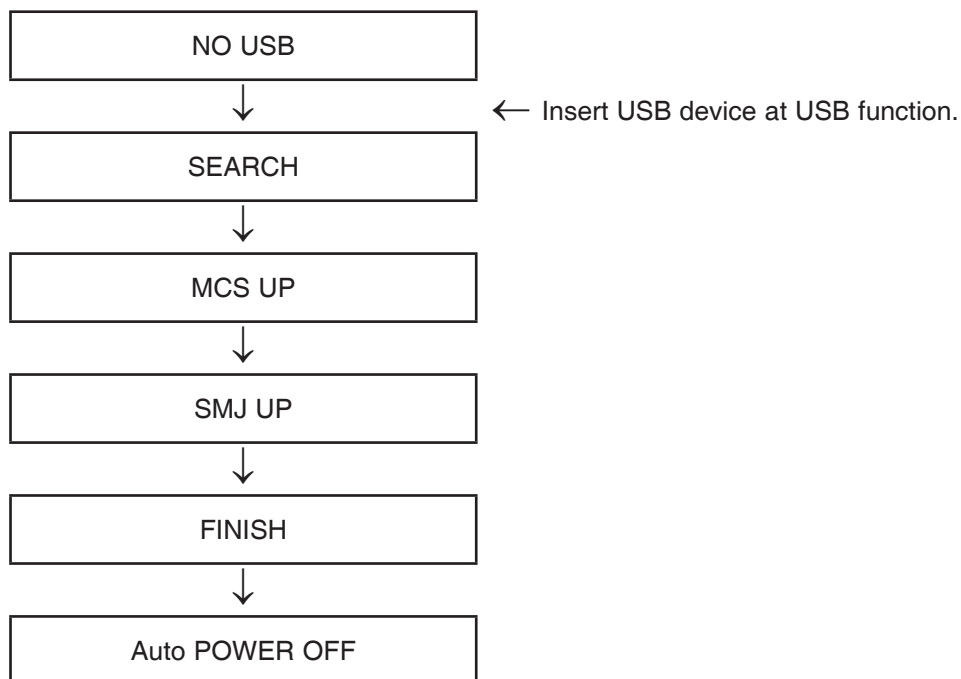 NO USB
← Insert USB device at USB function.
SEARCH
MCS UP
SMJ UP
FINISH
Auto POWER OFF